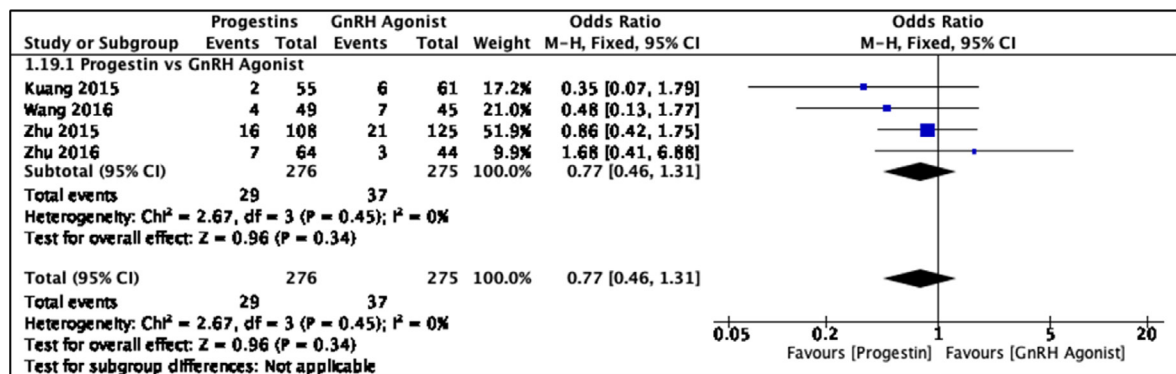 Progestins GnRH Agonist Odds Ratio Odds Ratio
Study or Subgroup Events Total Events Total Weight M-H, Fixed, 95% CI M-H, Fixed, 95% CI
1.19.1 Progestin vs GnRH Agonist
Kuang 2015 2 55 6 61 17.2% 0.35 [0.07, 1.79]
Wang 2016 4 49 7 45 21.0% 0.48 [0.13, 1.77]
Zhu 2015 16 108 21 125 51.9% 0.86 [0.42, 1.75]
Zhu 2016 7 64 3 44 9.9% 1.68 [0.41, 6.88]
Subtotal (95% CI) 276 275 100.0% 0.77 [0.46, 1.31]
Total events 29 37
Heterogeneity: Chi² = 2.67, df = 3 (P = 0.45); I² = 0%
Test for overall effect: Z = 0.96 (P = 0.34)
Total (95% CI) 276 275 100.0% 0.77 [0.46, 1.31]
Total events 29 37
Heterogeneity: Chi² = 2.67, df = 3 (P = 0.45); I² = 0%
Test for overall effect: Z = 0.96 (P = 0.34)
Test for subgroup differences: Not applicable
0.05 0.2 1 5 20
Favours [Progestin] Favours [GnRH Agonist]